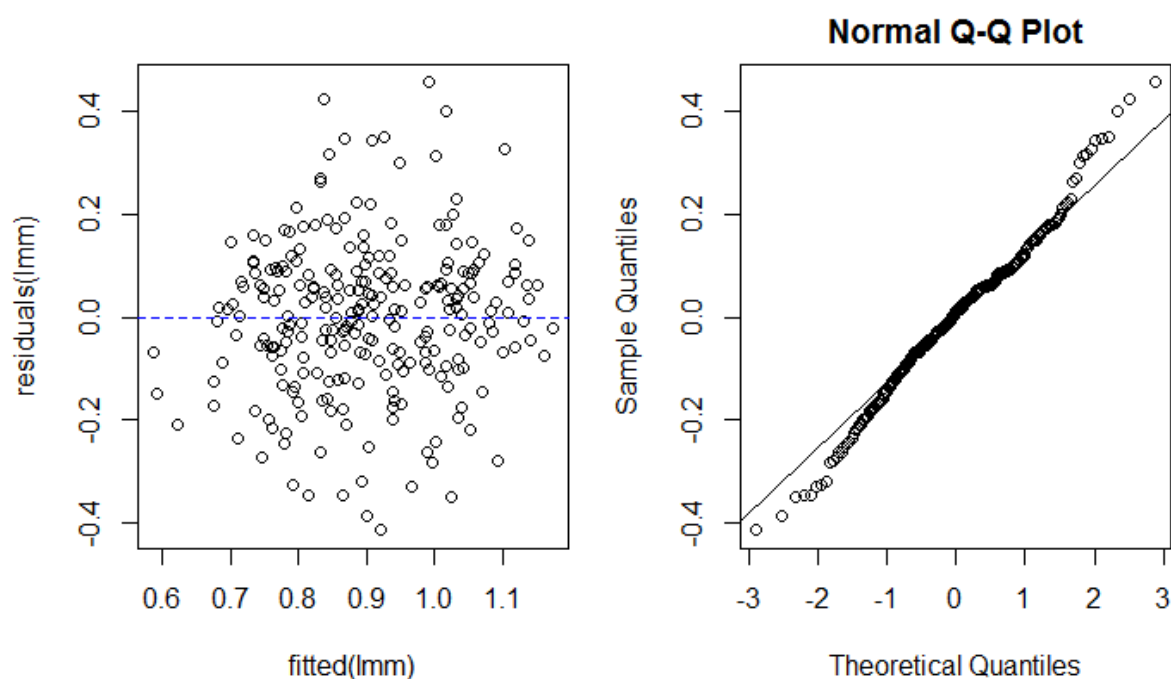 residuals(lmm)
0.4
0.2
0.0
-0.2
-0.4
0.6 0.7 0.8 0.9 1.0 1.1
fitted(lmm)
Normal Q-Q Plot
Sample Quantiles
0.4
0.2
0.0
-0.2
-0.4
-3 -2 -1 0 1 2 3
Theoretical Quantiles